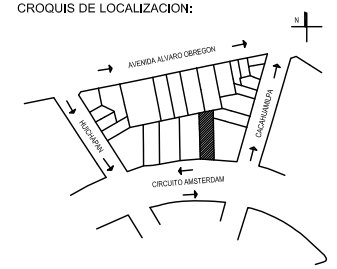 CROQUIS DE LOCALIZACION:
N
AVENIDA ALVARO OBREGON
HUICHAPAN
CACAHUAMILPA
CIRCUITO AMSTERDAM